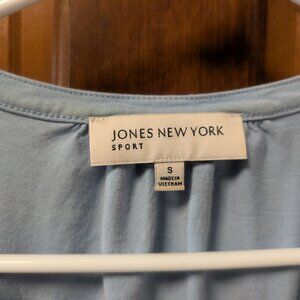 JONES NEW YORK
SPORT
S
MADE IN
VIETNAM